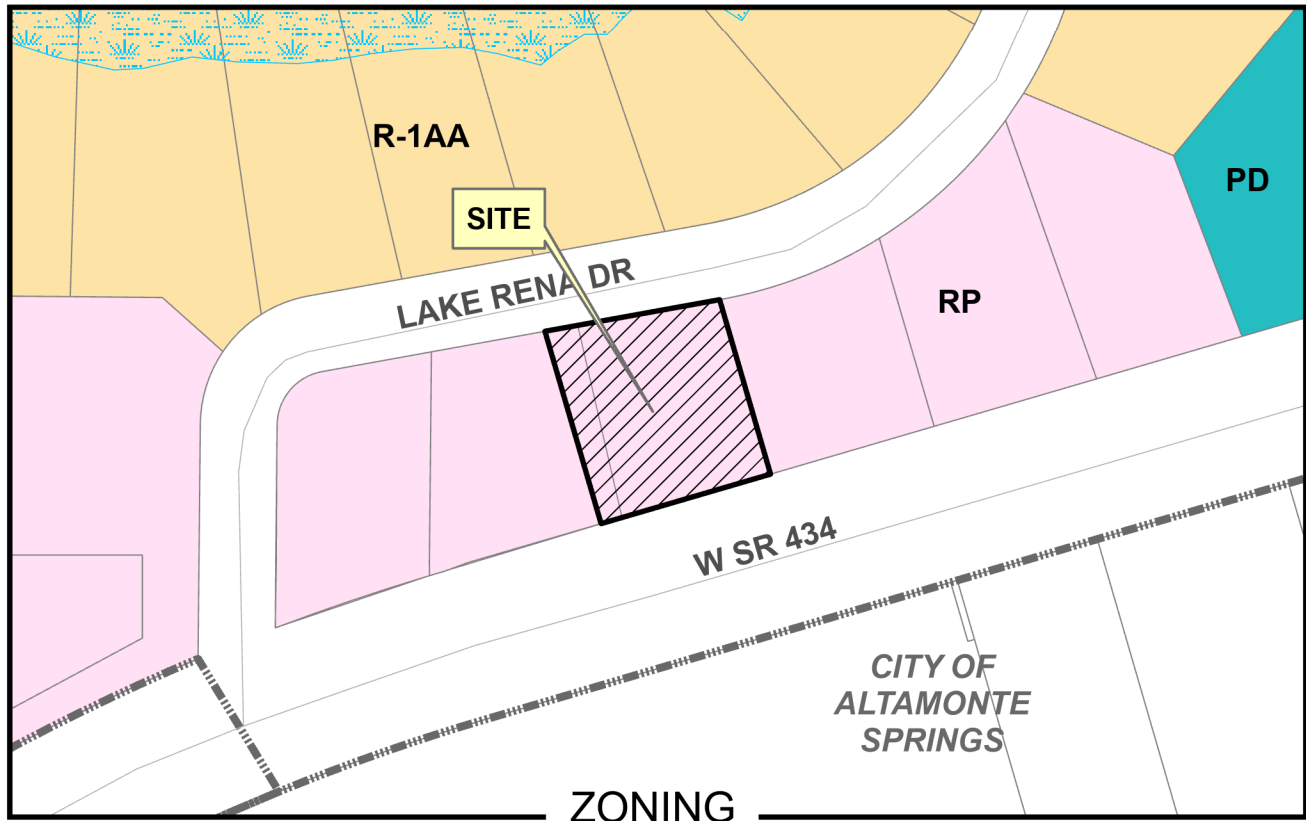 R-1AA
PD
SITE
LAKE RENA DR
RP
W SR 434
CITY OF
ALTAMONTE
SPRINGS
ZONING